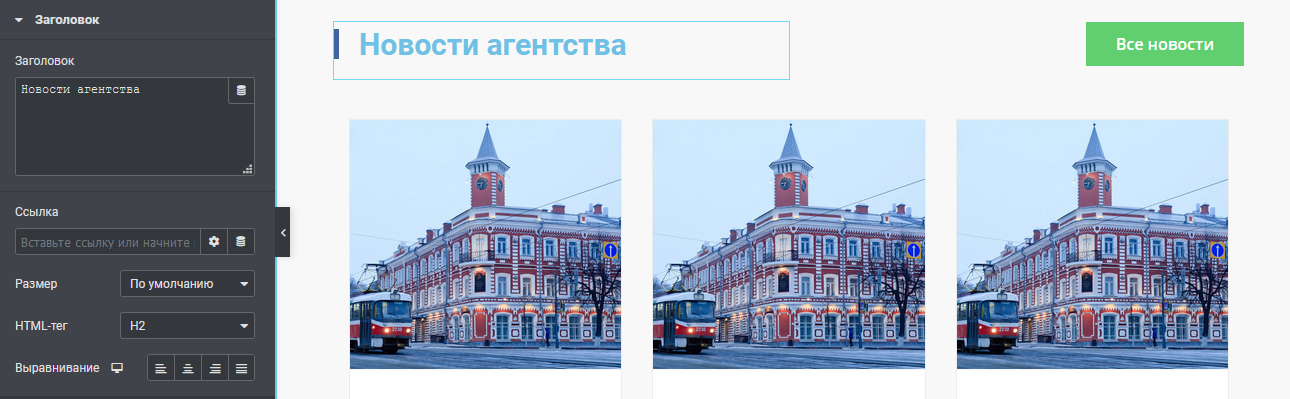 Заголовок
Заголовок
Новости агентства
Ссылка
Вставьте ссылку или начните
Размер
По умолчанию
HTML-тег
H2
Выравнивание
Новости агентства
Все новости